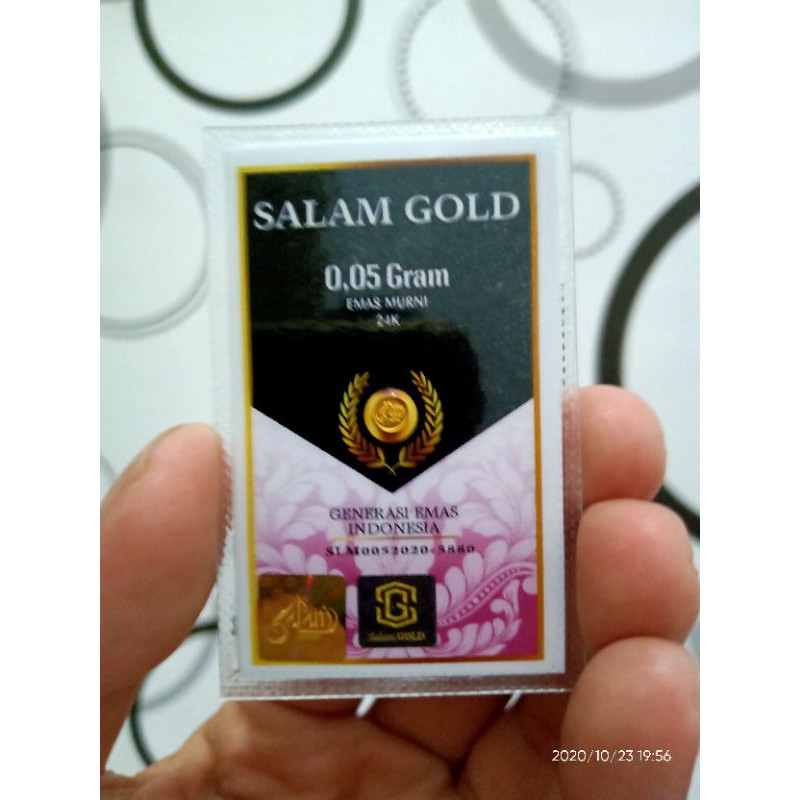 SALAM GOLD
0,05 Gram
EMAS MURNI
24K
GENERASI EMAS
INDONESIA
SLM0052020-5880
Salam
Salam GOLD
2020/10/23 19:56